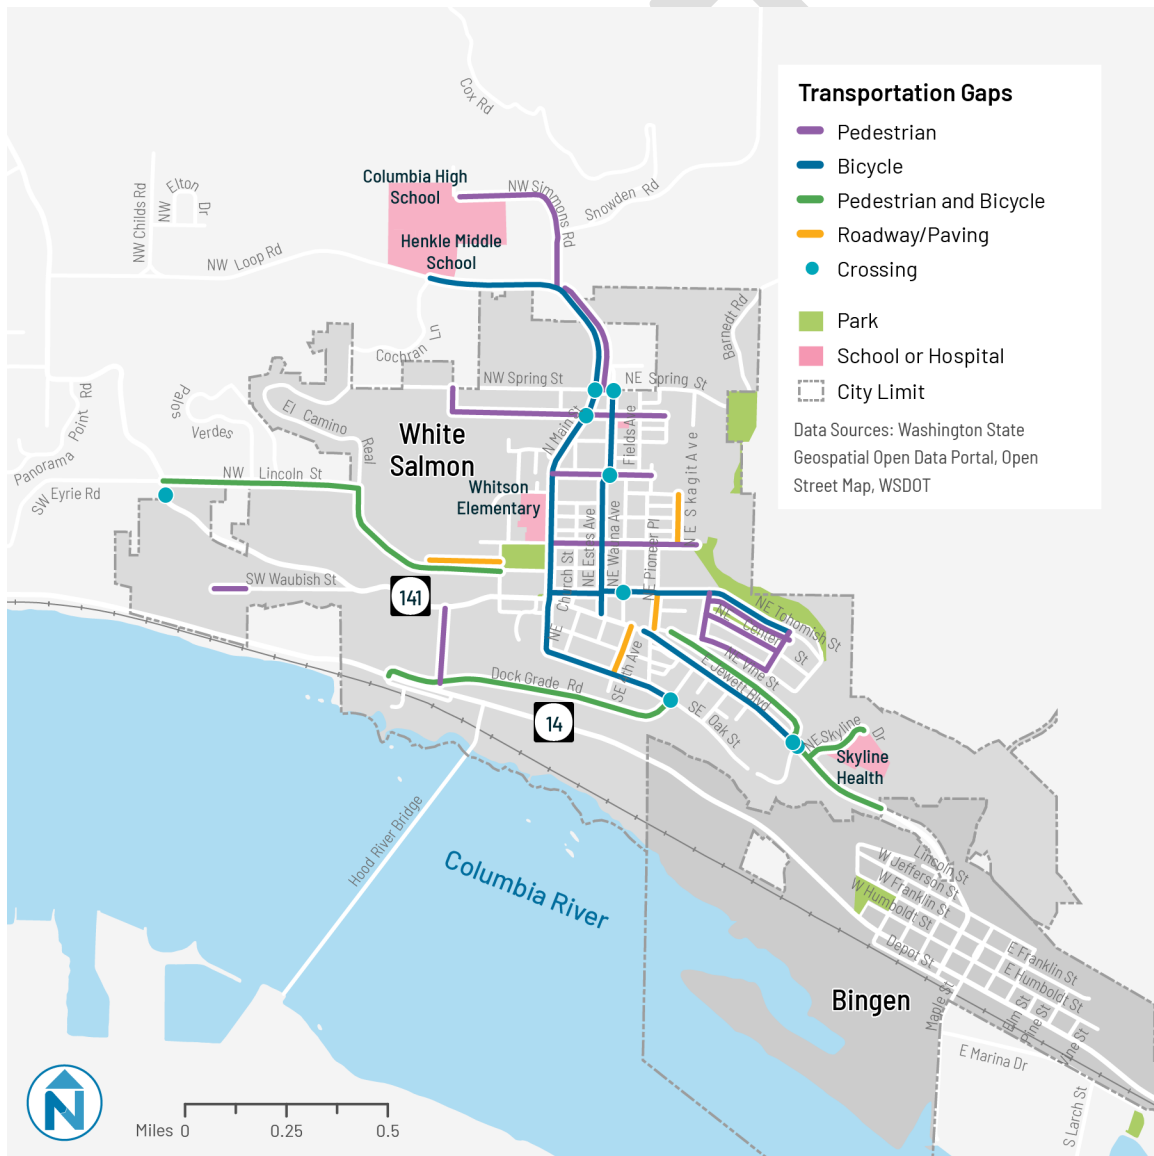 Transportation Gaps
Pedestrian
Bicycle
Pedestrian and Bicycle
Roadway/Paving
Crossing
Park
School or Hospital
City Limit
Data Sources: Washington State
Geospatial Open Data Portal, Open
Street Map, WSDOT
Cox Rd
Columbia High
School
NW Simmons Rd
Snowden Rd
NW Childs Rd
NW Elton Dr
NW Loop Rd
Henkle Middle
School
Barnedt Rd
Cochran Ln
NW Spring St
NE Spring St
Panorama Point Rd
Palos Verdes
El Camino Real
White
Salmon
N Main St
Fields Ave
NE Skagit Ave
NW Lincoln St
SW Eyrie Rd
Whitson
Elementary
NE Church St
NE Estes Ave
NE Wauna Ave
NE Pioneer Pl
SW Waubish St
141
NE Tohomish St
NE Center St
NE Vine St
E Jewett Blvd
Dock Grade Rd
14
SE Oak St
NE Skyline Dr
Skyline
Health
Hood River Bridge
Columbia River
Lincoln St
W Jefferson St
W Franklin St
W Humboldt St
Depot St
E Franklin St
E Humboldt St
Bingen
Maple St
Elm St
Pine St
E Marina Dr
S Larch St
N
Miles 0 0.25 0.5